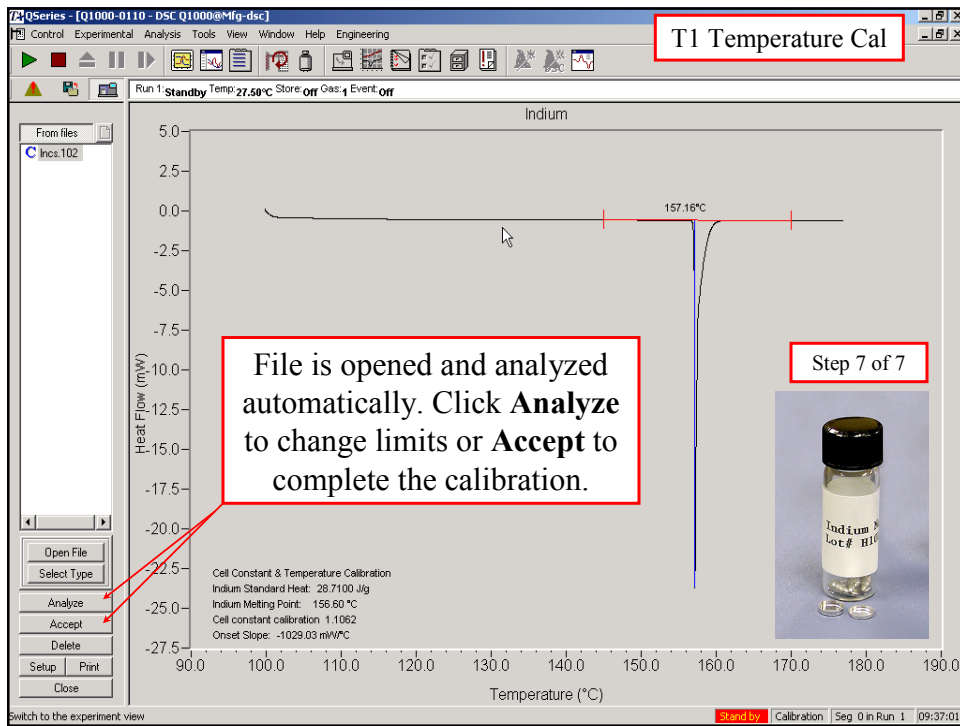 QSeries - [Q1000-0110 - DSC Q1000@Mfg-dsc]
Control Experimental Analysis Tools View Window Help Engineering
T1 Temperature Cal
Run 1: Standby Temp: 27.50°C Store: Off Gas: 1 Event: Off
From files
C Incs.102
Indium
5.0
2.5
0.0
-2.5
-5.0
-7.5
-10.0
-12.5
-15.0
-17.5
-20.0
-22.5
-25.0
-27.5
Heat Flow (mW)
157.16°C
File is opened and analyzed
automatically. Click Analyze
to change limits or Accept to
complete the calibration.
Step 7 of 7
Indium
Lot#
Open File
Select Type
Analyze
Accept
Delete
Setup Print
Close
Cell Constant & Temperature Calibration
Indium Standard Heat: 28.7100 J/g
Indium Melting Point: 156.60 °C
Cell constant calibration 1.1062
Onset Slope: -1029.03 mW/°C
90.0 100.0 110.0 120.0 130.0 140.0 150.0 160.0 170.0 180.0 190.0
Temperature (°C)
Switch to the experiment view
Stand by Calibration Seg 0 in Run 1 09:37:01